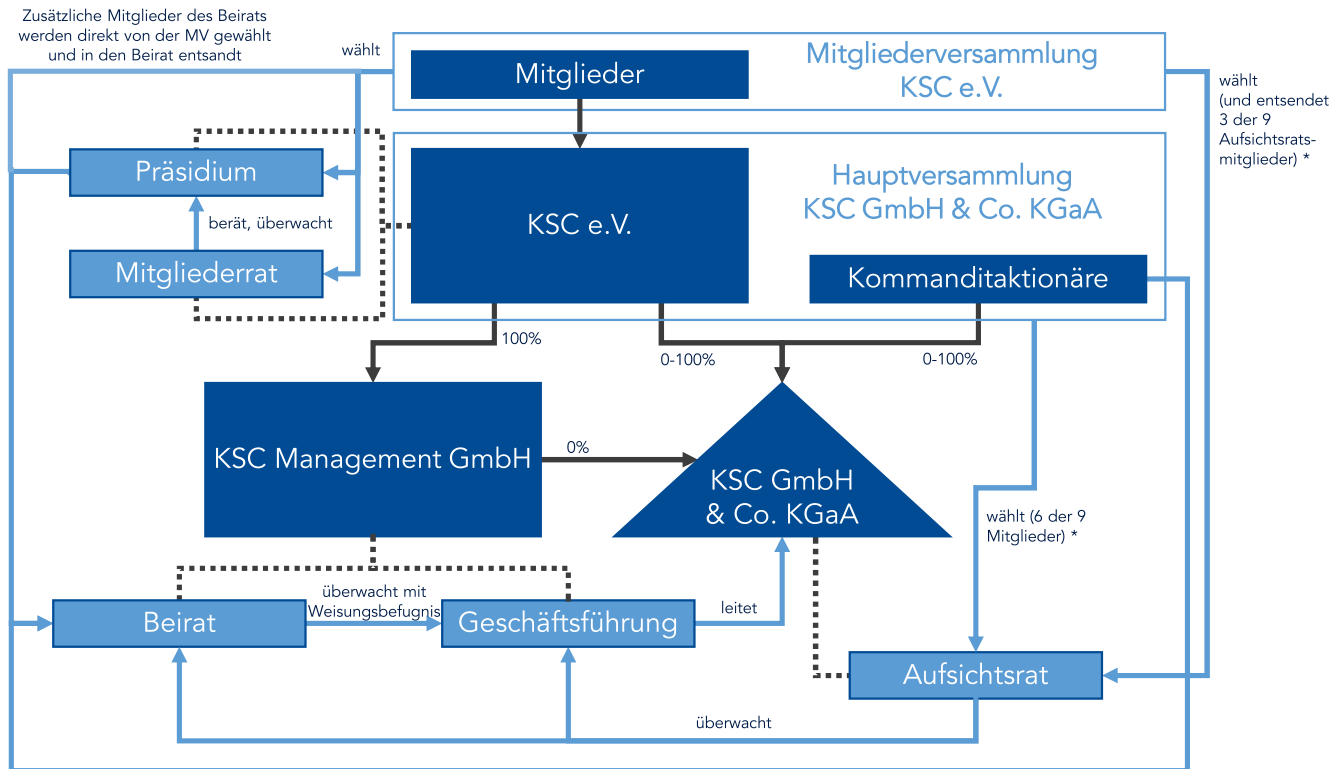 Zusätzliche Mitglieder des Beirats
werden direkt von der MV gewählt
und in den Beirat entsandt
wählt
Mitglieder
Mitgliederversammlung
KSC e.V.
wählt
(und entsendet
3 der 9
Aufsichtsrats-
mitglieder) *
Präsidium
berät, überwacht
Mitgliederrat
KSC e.V.
Hauptversammlung
KSC GmbH & Co. KGaA
Kommanditaktionäre
100%
0-100%
0-100%
KSC Management GmbH
0%
KSC GmbH
& Co. KGaA
wählt (6 der 9
Mitglieder) *
Beirat
überwacht mit
Weisungsbefugnis
Geschäftsführung
leitet
Aufsichtsrat
überwacht